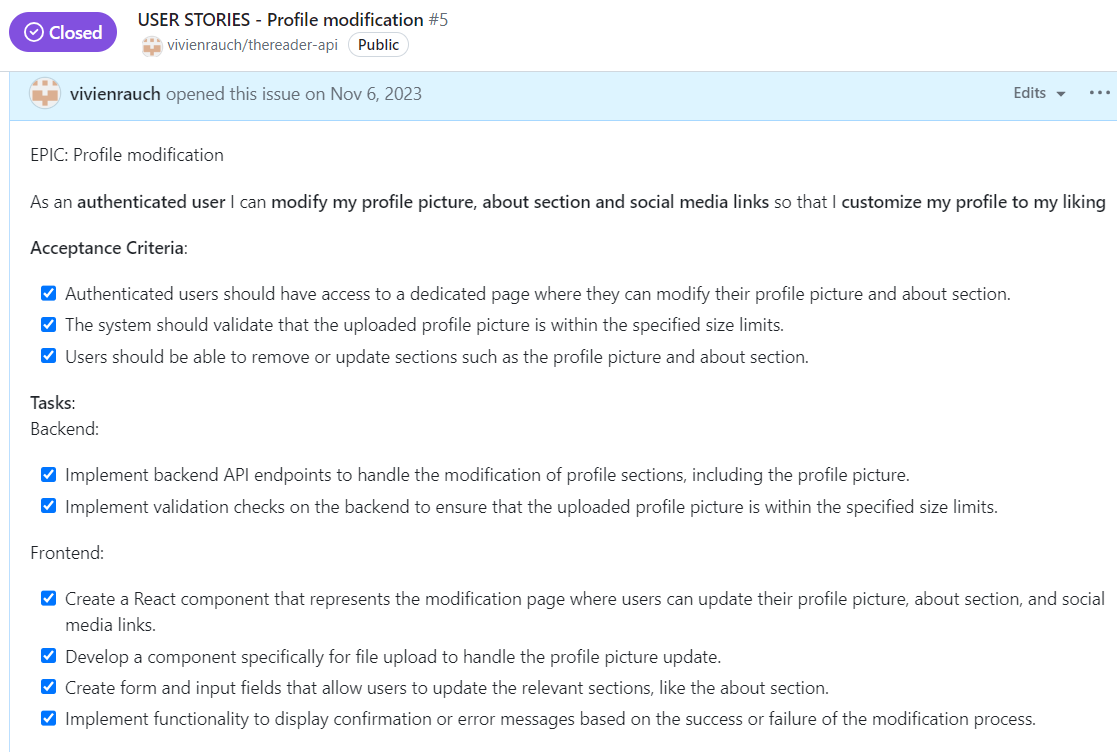 Closed
USER STORIES - Profile modification #5
vivienrauch/thereader-api Public
vivienrauch opened this issue on Nov 6, 2023
Edits
EPIC: Profile modification
As an authenticated user I can modify my profile picture, about section and social media links so that I customize my profile to my liking
Acceptance Criteria:
Authenticated users should have access to a dedicated page where they can modify their profile picture and about section.
The system should validate that the uploaded profile picture is within the specified size limits.
Users should be able to remove or update sections such as the profile picture and about section.
Tasks:
Backend:
Implement backend API endpoints to handle the modification of profile sections, including the profile picture.
Implement validation checks on the backend to ensure that the uploaded profile picture is within the specified size limits.
Frontend:
Create a React component that represents the modification page where users can update their profile picture, about section, and social
media links.
Develop a component specifically for file upload to handle the profile picture update.
Create form and input fields that allow users to update the relevant sections, like the about section.
Implement functionality to display confirmation or error messages based on the success or failure of the modification process.